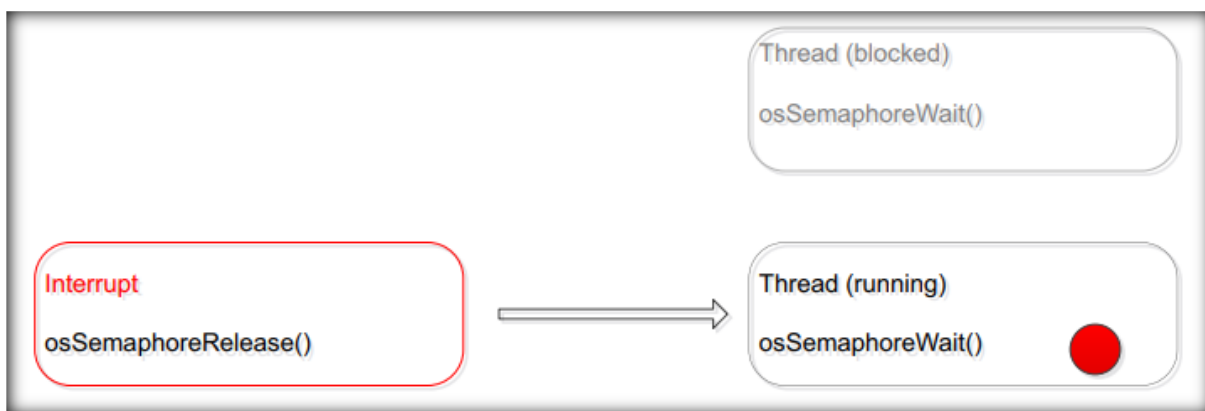 Thread (blocked)
osSemaphoreWait()
Interrupt
osSemaphoreRelease()
Thread (running)
osSemaphoreWait()